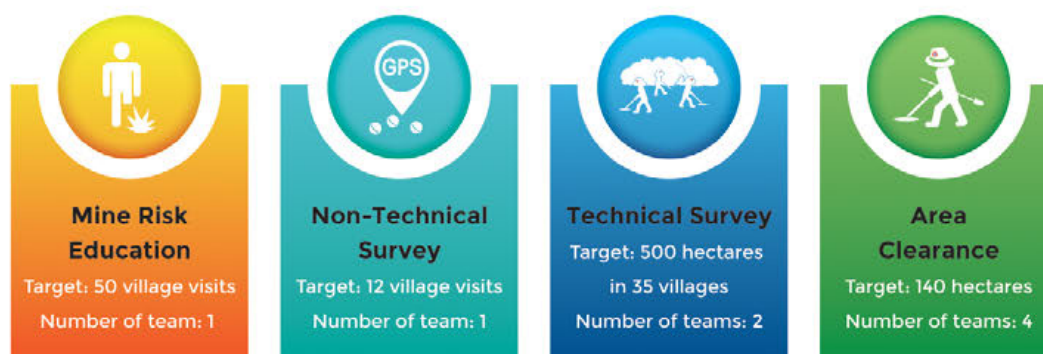 Mine Risk
Education
Target: 50 village visits
Number of team: 1
GPS
Non-Technical
Survey
Target: 12 village visits
Number of team: 1
Technical Survey
Target: 500 hectares
in 35 villages
Number of teams: 2
Area
Clearance
Target: 140 hectares
Number of teams: 4